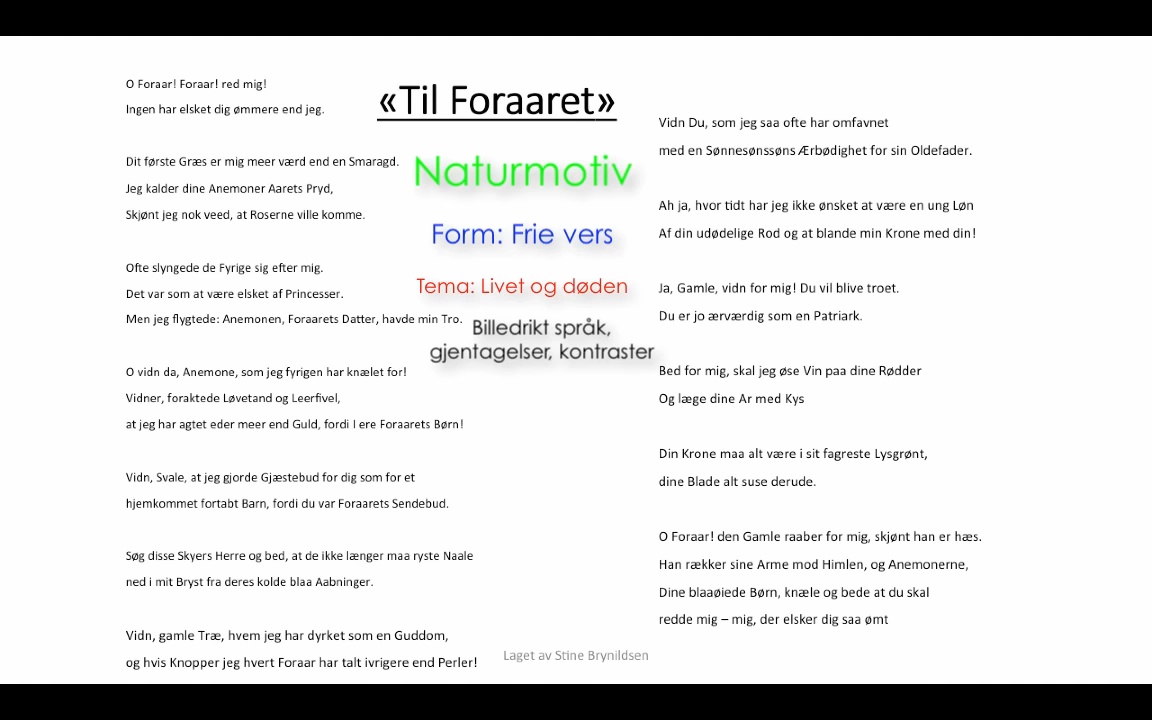 «Til Foraaret»
O Foraar! Foraar! red mig!
Ingen har elsket dig ømmere end jeg.
Dit første Græs er mig meer værd end en Smaragd.
Jeg kalder dine Anemoner Aarets Pryd,
Skjønt jeg nok veed, at Roserne ville komme.
Ofte slyngede de Fyrige sig efter mig.
Det var som at være elsket af Princesser.
Men jeg flygtede: Anemonen, Foraarets Datter, havde min Tro.
O vidn da, Anemone, som jeg fyrigen har knælet for!
Vidner, foraktede Løvetand og Leerfivel,
at jeg har agtet eder meer end Guld, fordi I ere Foraarets Børn!
Vidn, Svale, at jeg gjorde Gjæstebud for dig som for et
hjemkommet fortabt Barn, fordi du var Foraarets Sendebud.
Søg disse Skyers Herre og bed, at de ikke længer maa ryste Naale
ned i mit Bryst fra deres kolde blaa Aabninger.
Vidn, gamle Træ, hvem jeg har dyrket som en Guddom,
og hvis Knopper jeg hvert Foraar har talt ivrigere end Perler!
Naturmotiv
Form: Frie vers
Tema: Livet og døden
Billedrikt språk,
gjentagelser, kontraster
Vidn Du, som jeg saa ofte har omfavnet
med en Sønnesønssøns Ærbødighet for sin Oldefader.
Ah ja, hvor tidt har jeg ikke ønsket at være en ung Løn
Af din udødelige Rod og at blande min Krone med din!
Ja, Gamle, vidn for mig! Du vil blive troet.
Du er jo ærværdig som en Patriark.
Bed for mig, skal jeg øse Vin paa dine Rødder
Og læge dine Ar med Kys
Din Krone maa alt være i sit fagreste Lysgrønt,
dine Blade alt suse derude.
O Foraar! den Gamle raaber for mig, skjønt han er hæs.
Han rækker sine Arme mod Himlen, og Anemonerne,
Dine blaaøiede Børn, knæle og bede at du skal
redde mig – mig, der elsker dig saa ømt
Laget av Stine Brynildsen